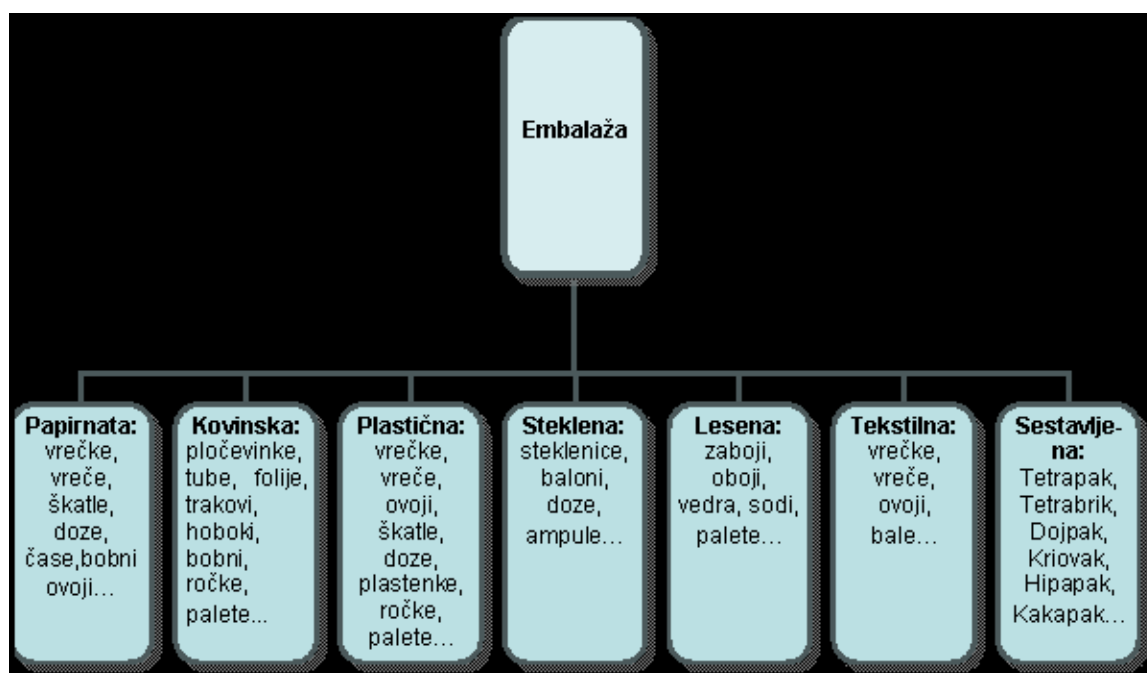 Embalaža
Papirnata:
vrečke,
vreče,
škatle,
doze,
čase,bobni
ovoji...
Kovinska:
pločevinke,
tube, folije,
trakovi,
hoboki,
bobni,
ročke,
palete...
Plastična:
vrečke,
vreče,
ovoji,
škatle,
doze,
plastenke,
ročke,
palete...
Steklena:
steklenice,
baloni,
doze,
ampule...
Lesena:
zaboji,
oboji,
vedra, sodi,
palete...
Tekstilna:
vrečke,
vreče,
ovoji,
bale...
Sestavlje-
na:
Tetrapak,
Tetrabrik,
Dojpak,
Kriovak,
Hipapak,
Kakapak...